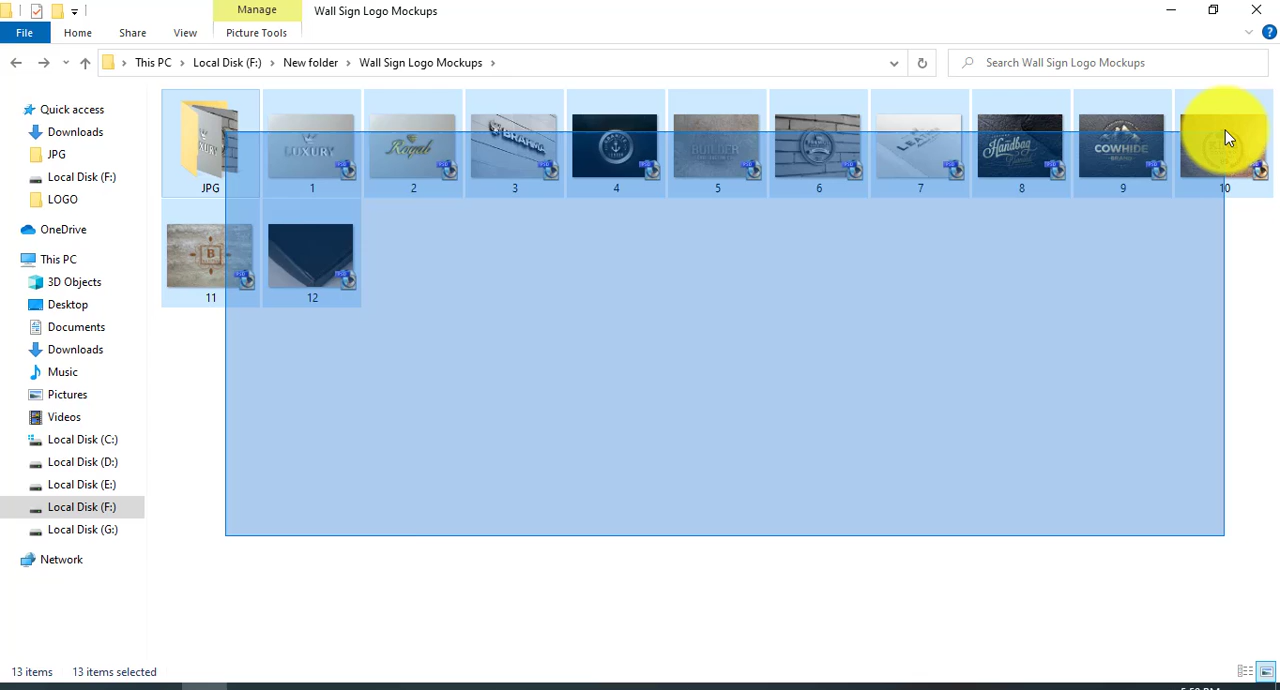 Manage
Wall Sign Logo Mockups
File
Home
Share
View
Picture Tools
This PC
Local Disk (F:)
New folder
Wall Sign Logo Mockups
Search Wall Sign Logo Mockups
Quick access
Downloads
JPG
Local Disk (F:)
LOGO
OneDrive
This PC
3D Objects
Desktop
Documents
Downloads
Music
Pictures
Videos
Local Disk (C:)
Local Disk (D:)
Local Disk (E:)
Local Disk (F:)
Local Disk (G:)
Network
LUXURY
Royals
BRAHMA
BUILDER
Handbag
COWHIDE
BRAND
JPG
1
2
3
4
5
6
7
8
9
10
B
11
12
13 items
13 items selected